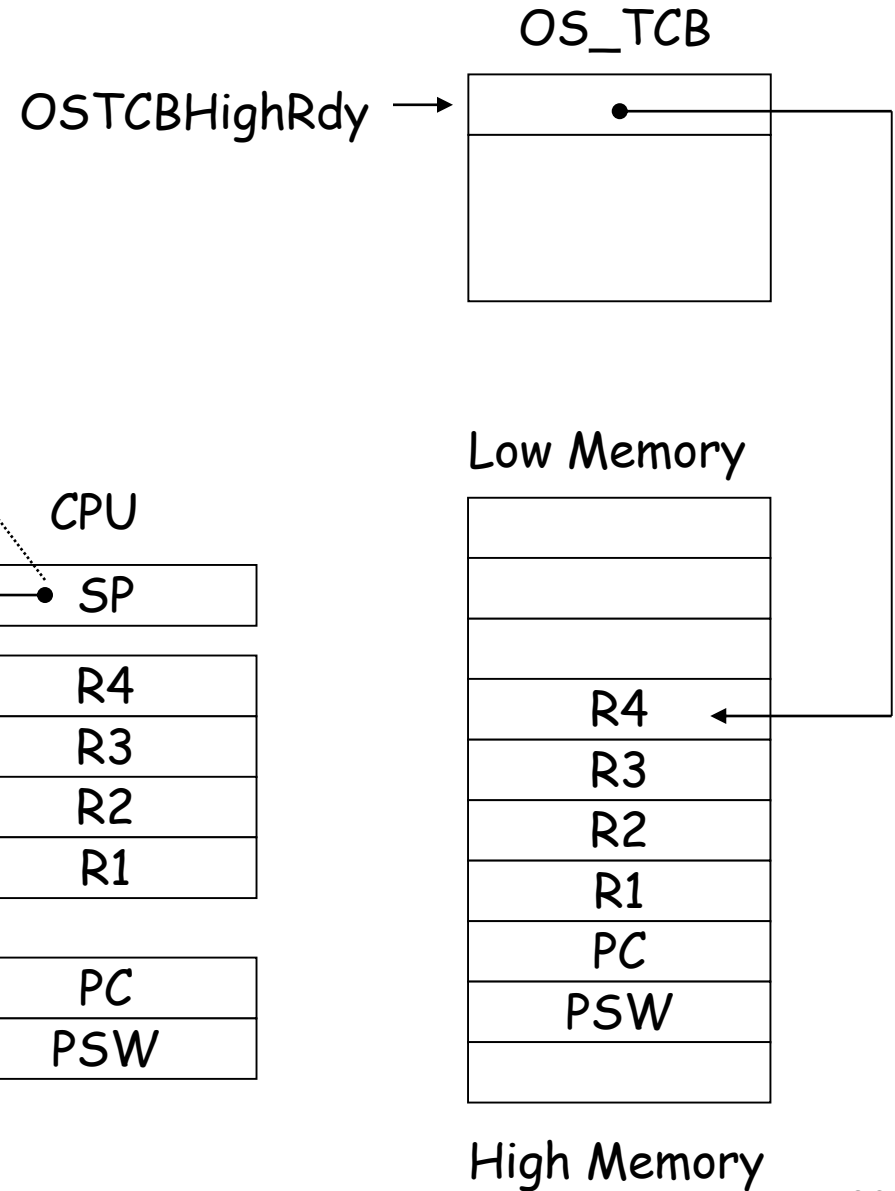 OS_TCB
OSTCBHighRdy
Low Memory
CPU
SP
R4
R3
R2
R1
PC
PSW
R4
R3
R2
R1
PC
PSW
High Memory